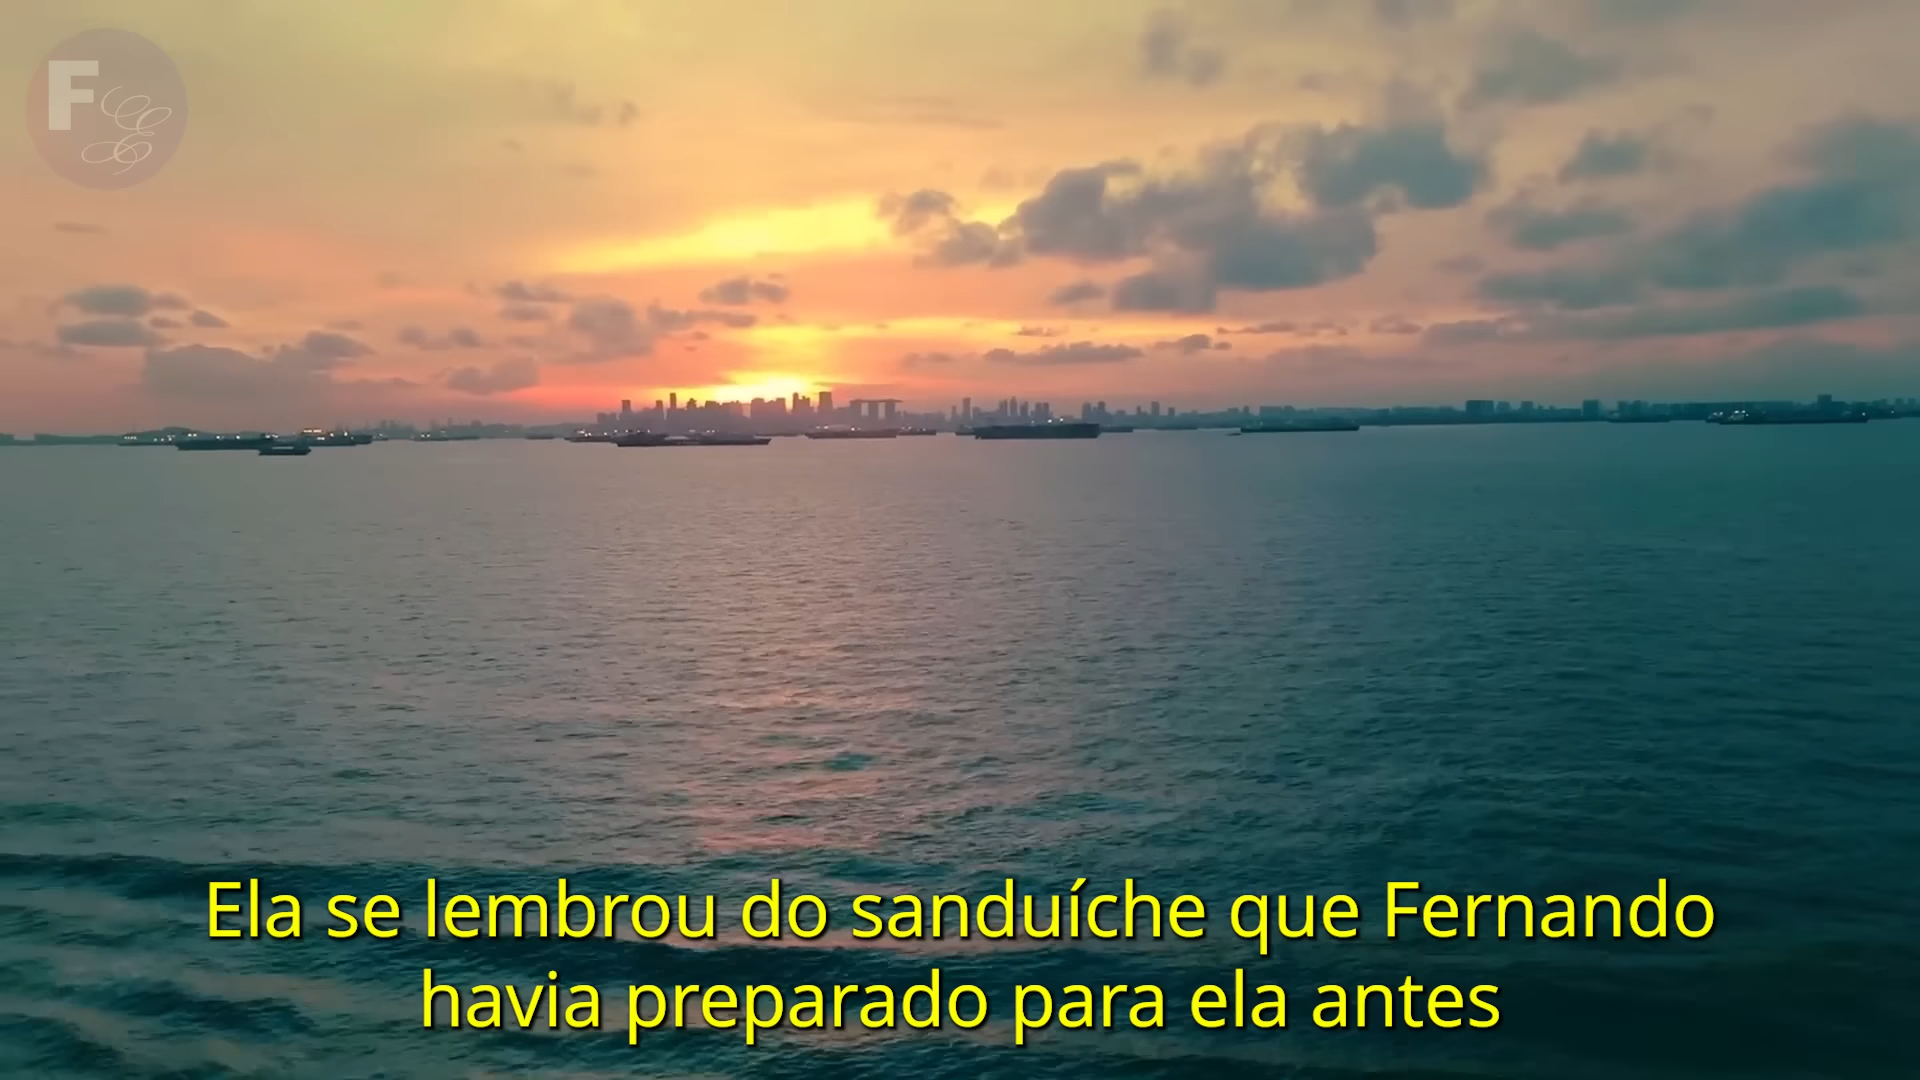 F
Ela se lembrou do sanduíche que Fernando
havia preparado para ela antes